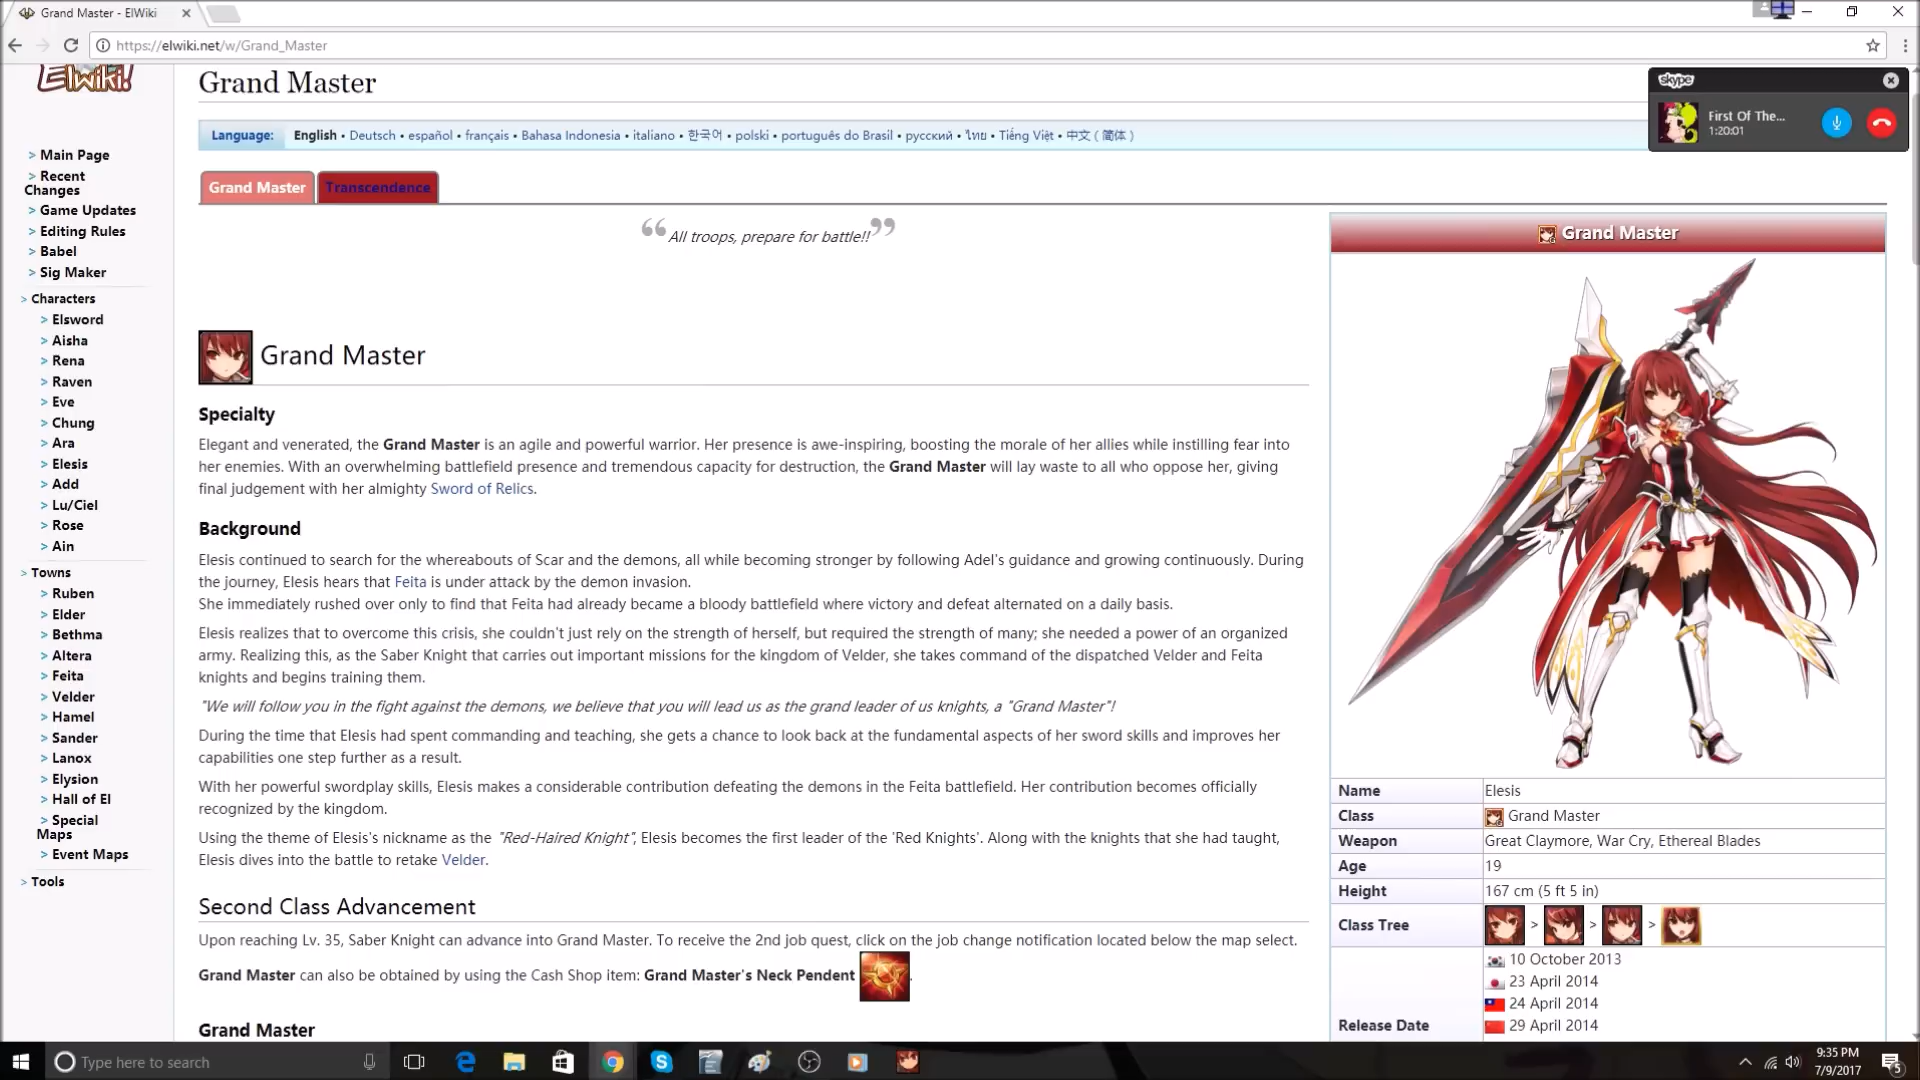 Grand Master - ElWiki
https://elwiki.net/w/Grand_Master
Elwiki!
> Main Page
> Recent
Changes
> Game Updates
> Editing Rules
> Babel
> Sig Maker
> Characters
> Elsword
> Aisha
> Rena
> Raven
> Eve
> Chung
> Ara
> Elesis
> Add
> Lu/Ciel
> Rose
> Ain
> Towns
> Ruben
> Elder
> Bethma
> Altera
> Feita
> Velder
> Hamel
> Sander
> Lanox
> Elysion
> Hall of El
> Special
Maps
> Event Maps
> Tools
Grand Master
Language: English • Deutsch • español • français • Bahasa Indonesia • italiano • 한국어 • polski • português do Brasil • русский • ไทย • Tiếng Việt • 中文（简体）
Grand Master
Transcendence
“ All troops, prepare for battle!! ”
Grand Master
Specialty
Elegant and venerated, the Grand Master is an agile and powerful warrior. Her presence is awe-inspiring, boosting the morale of her allies while instilling fear into
her enemies. With an overwhelming battlefield presence and tremendous capacity for destruction, the Grand Master will lay waste to all who oppose her, giving
final judgement with her almighty Sword of Relics.
Background
Elesis continued to search for the whereabouts of Scar and the demons, all while becoming stronger by following Adel's guidance and growing continuously. During
the journey, Elesis hears that Feita is under attack by the demon invasion.
She immediately rushed over only to find that Feita had already became a bloody battlefield where victory and defeat alternated on a daily basis.
Elesis realizes that to overcome this crisis, she couldn't just rely on the strength of herself, but required the strength of many; she needed a power of an organized
army. Realizing this, as the Saber Knight that carries out important missions for the kingdom of Velder, she takes command of the dispatched Velder and Feita
knights and begins training them.
"We will follow you in the fight against the demons, we believe that you will lead us as the grand leader of us knights, a "Grand Master"!
During the time that Elesis had spent commanding and teaching, she gets a chance to look back at the fundamental aspects of her sword skills and improves her
capabilities one step further as a result.
With her powerful swordplay skills, Elesis makes a considerable contribution defeating the demons in the Feita battlefield. Her contribution becomes officially
recognized by the kingdom.
Using the theme of Elesis's nickname as the "Red-Haired Knight", Elesis becomes the first leader of the 'Red Knights'. Along with the knights that she had taught,
Elesis dives into the battle to retake Velder.
Second Class Advancement
Upon reaching Lv. 35, Saber Knight can advance into Grand Master. To receive the 2nd job quest, click on the job change notification located below the map select.
Grand Master can also be obtained by using the Cash Shop item: Grand Master's Neck Pendent .
Grand Master
skype
First Of The...
1:20:01
Grand Master
Name Elesis
Class Grand Master
Weapon Great Claymore, War Cry, Ethereal Blades
Age 19
Height 167 cm (5 ft 5 in)
Class Tree > > >
10 October 2013
23 April 2014
24 April 2014
Release Date 29 April 2014
Type here to search
9:35 PM
7/9/2017
5